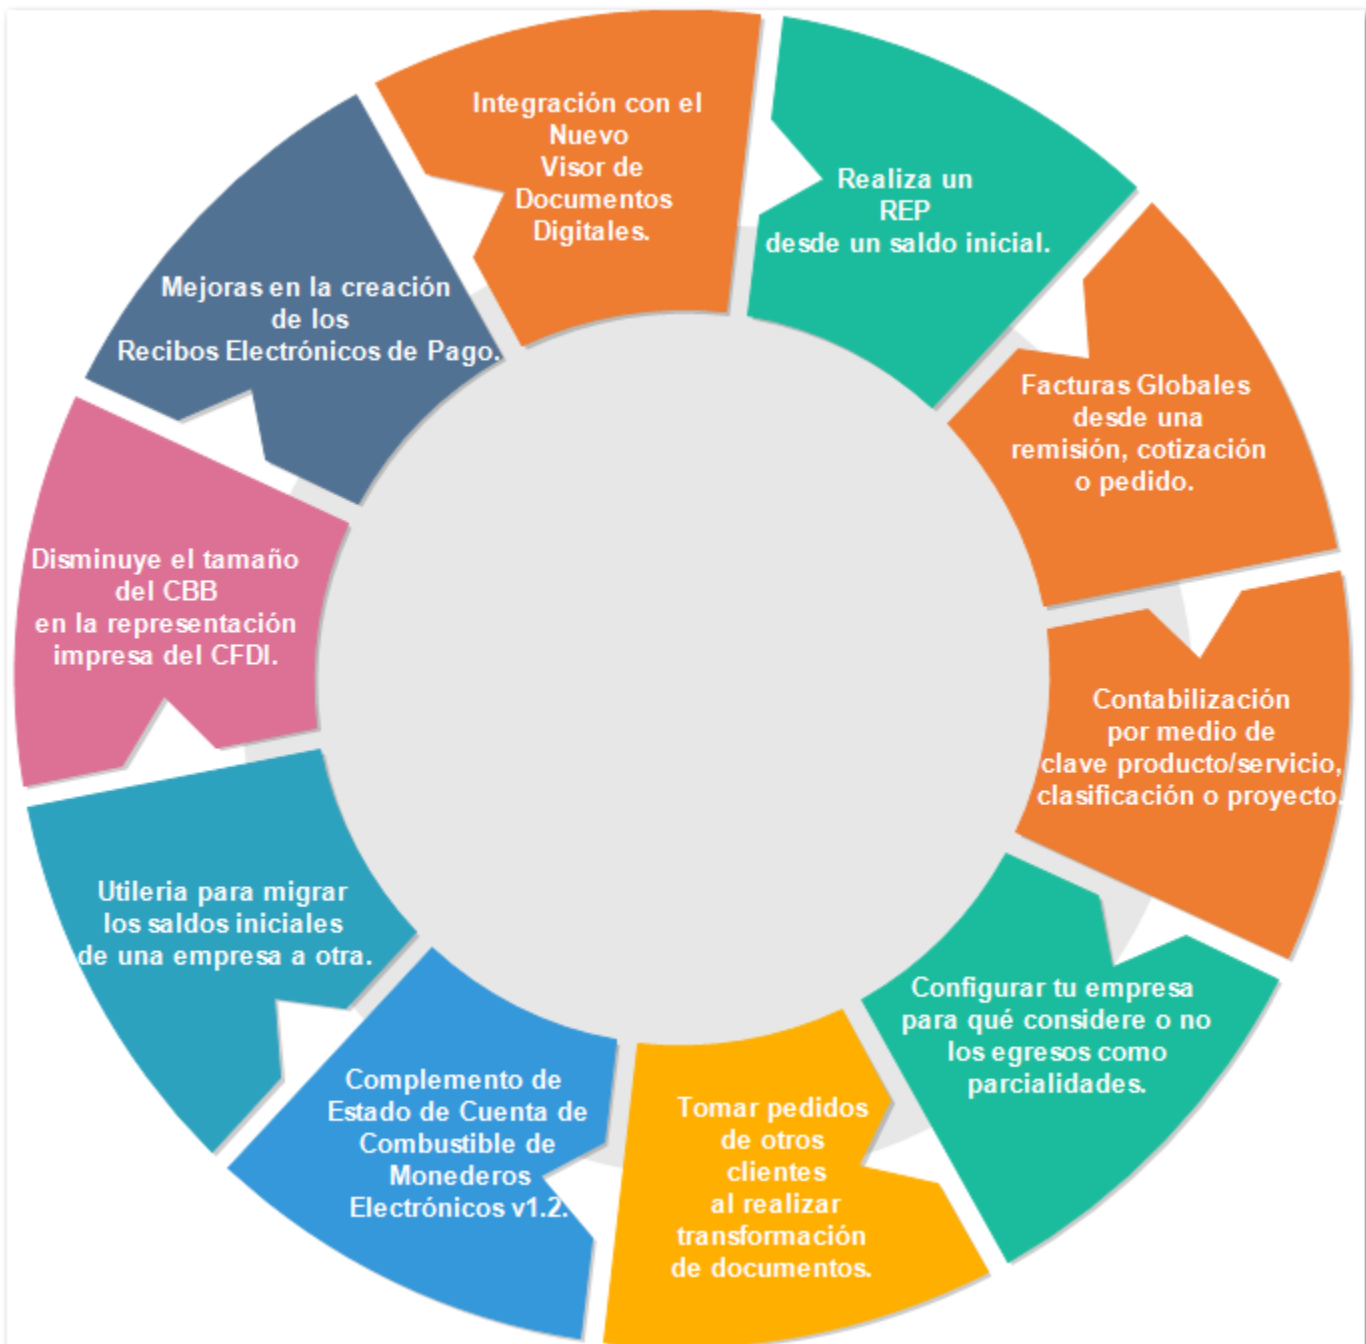 Integración con el
Nuevo
Visor de
Documentos
Digitales.
Realiza un
REP
desde un saldo inicial.
Facturas Globales
desde una
remisión, cotización
o pedido.
Contabilización
por medio de
clave producto/servicio,
clasificación o proyecto.
Configurar tu empresa
para qué considere o no
los egresos como
parcialidades.
Tomar pedidos
de otros
clientes
al realizar
transformación
de documentos.
Complemento de
Estado de Cuenta de
Combustible de
Monederos
Electrónicos v1.2.
Utileria para migrar
los saldos iniciales
de una empresa a otra.
Disminuye el tamaño
del CBB
en la representación
impresa del CFDI.
Mejoras en la creación
de los
Recibos Electrónicos de Pago.